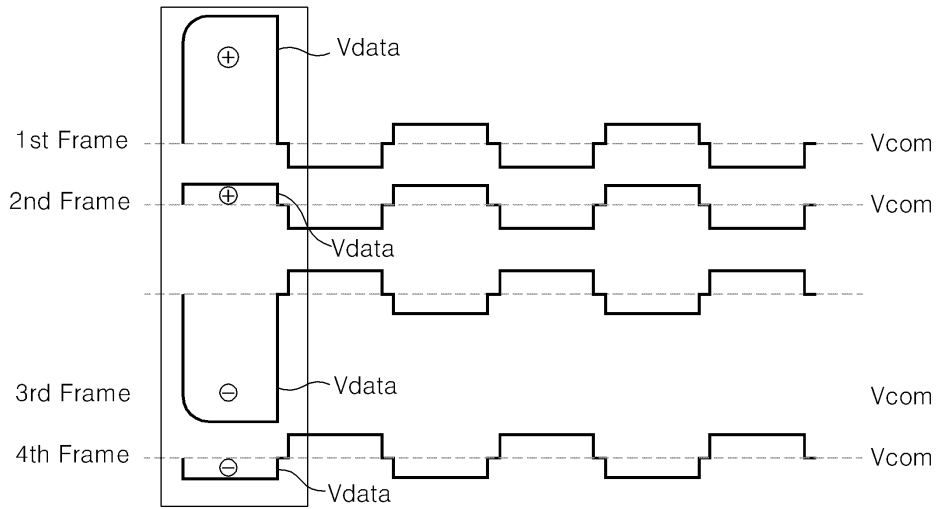 Vdata
1st Frame
Vcom
2nd Frame
Vcom
Vdata
3rd Frame
Vdata
Vcom
4th Frame
Vcom
Vdata